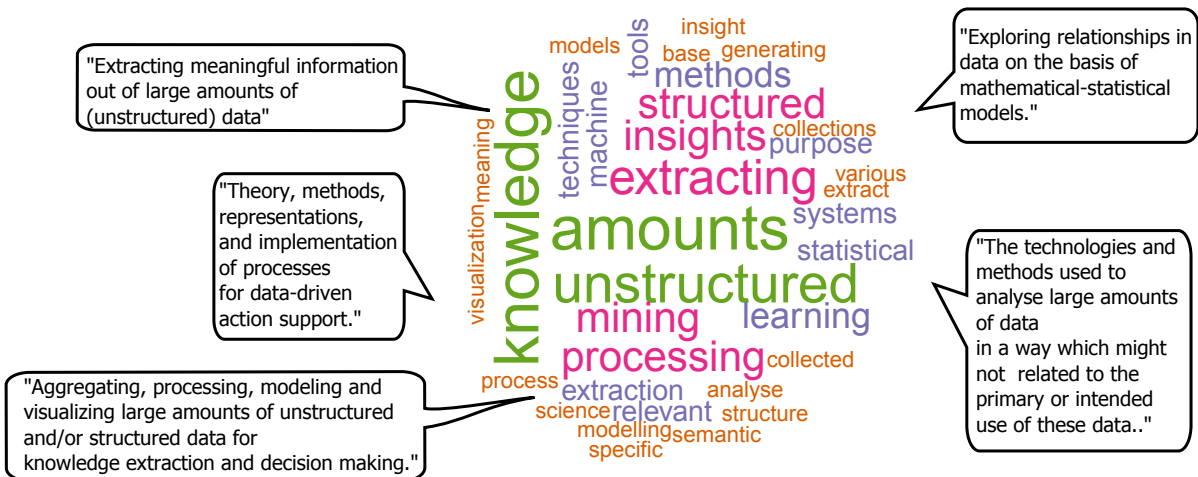 "Extracting meaningful information
out of large amounts of
(unstructured) data"
"Theory, methods,
representations,
and implementation
of processes
for data-driven
action support."
"Aggregating, processing, modeling and
visualizing large amounts of unstructured
and/or structured data for
knowledge extraction and decision making."
insight
models
tools
base
generating
methods
techniques
machine
structured
knowledge
insights
collections
purpose
meaning
extracting
various
extract
visualization
amounts
systems
statistical
unstructured
mining
learning
processing
collected
process
extraction
analyse
science
relevant
structure
modelling
semantic
specific
"Exploring relationships in
data on the basis of
mathematical-statistical
models."
"The technologies and
methods used to
analyse large amounts
of data
in a way which might
not related to the
primary or intended
use of these data.."